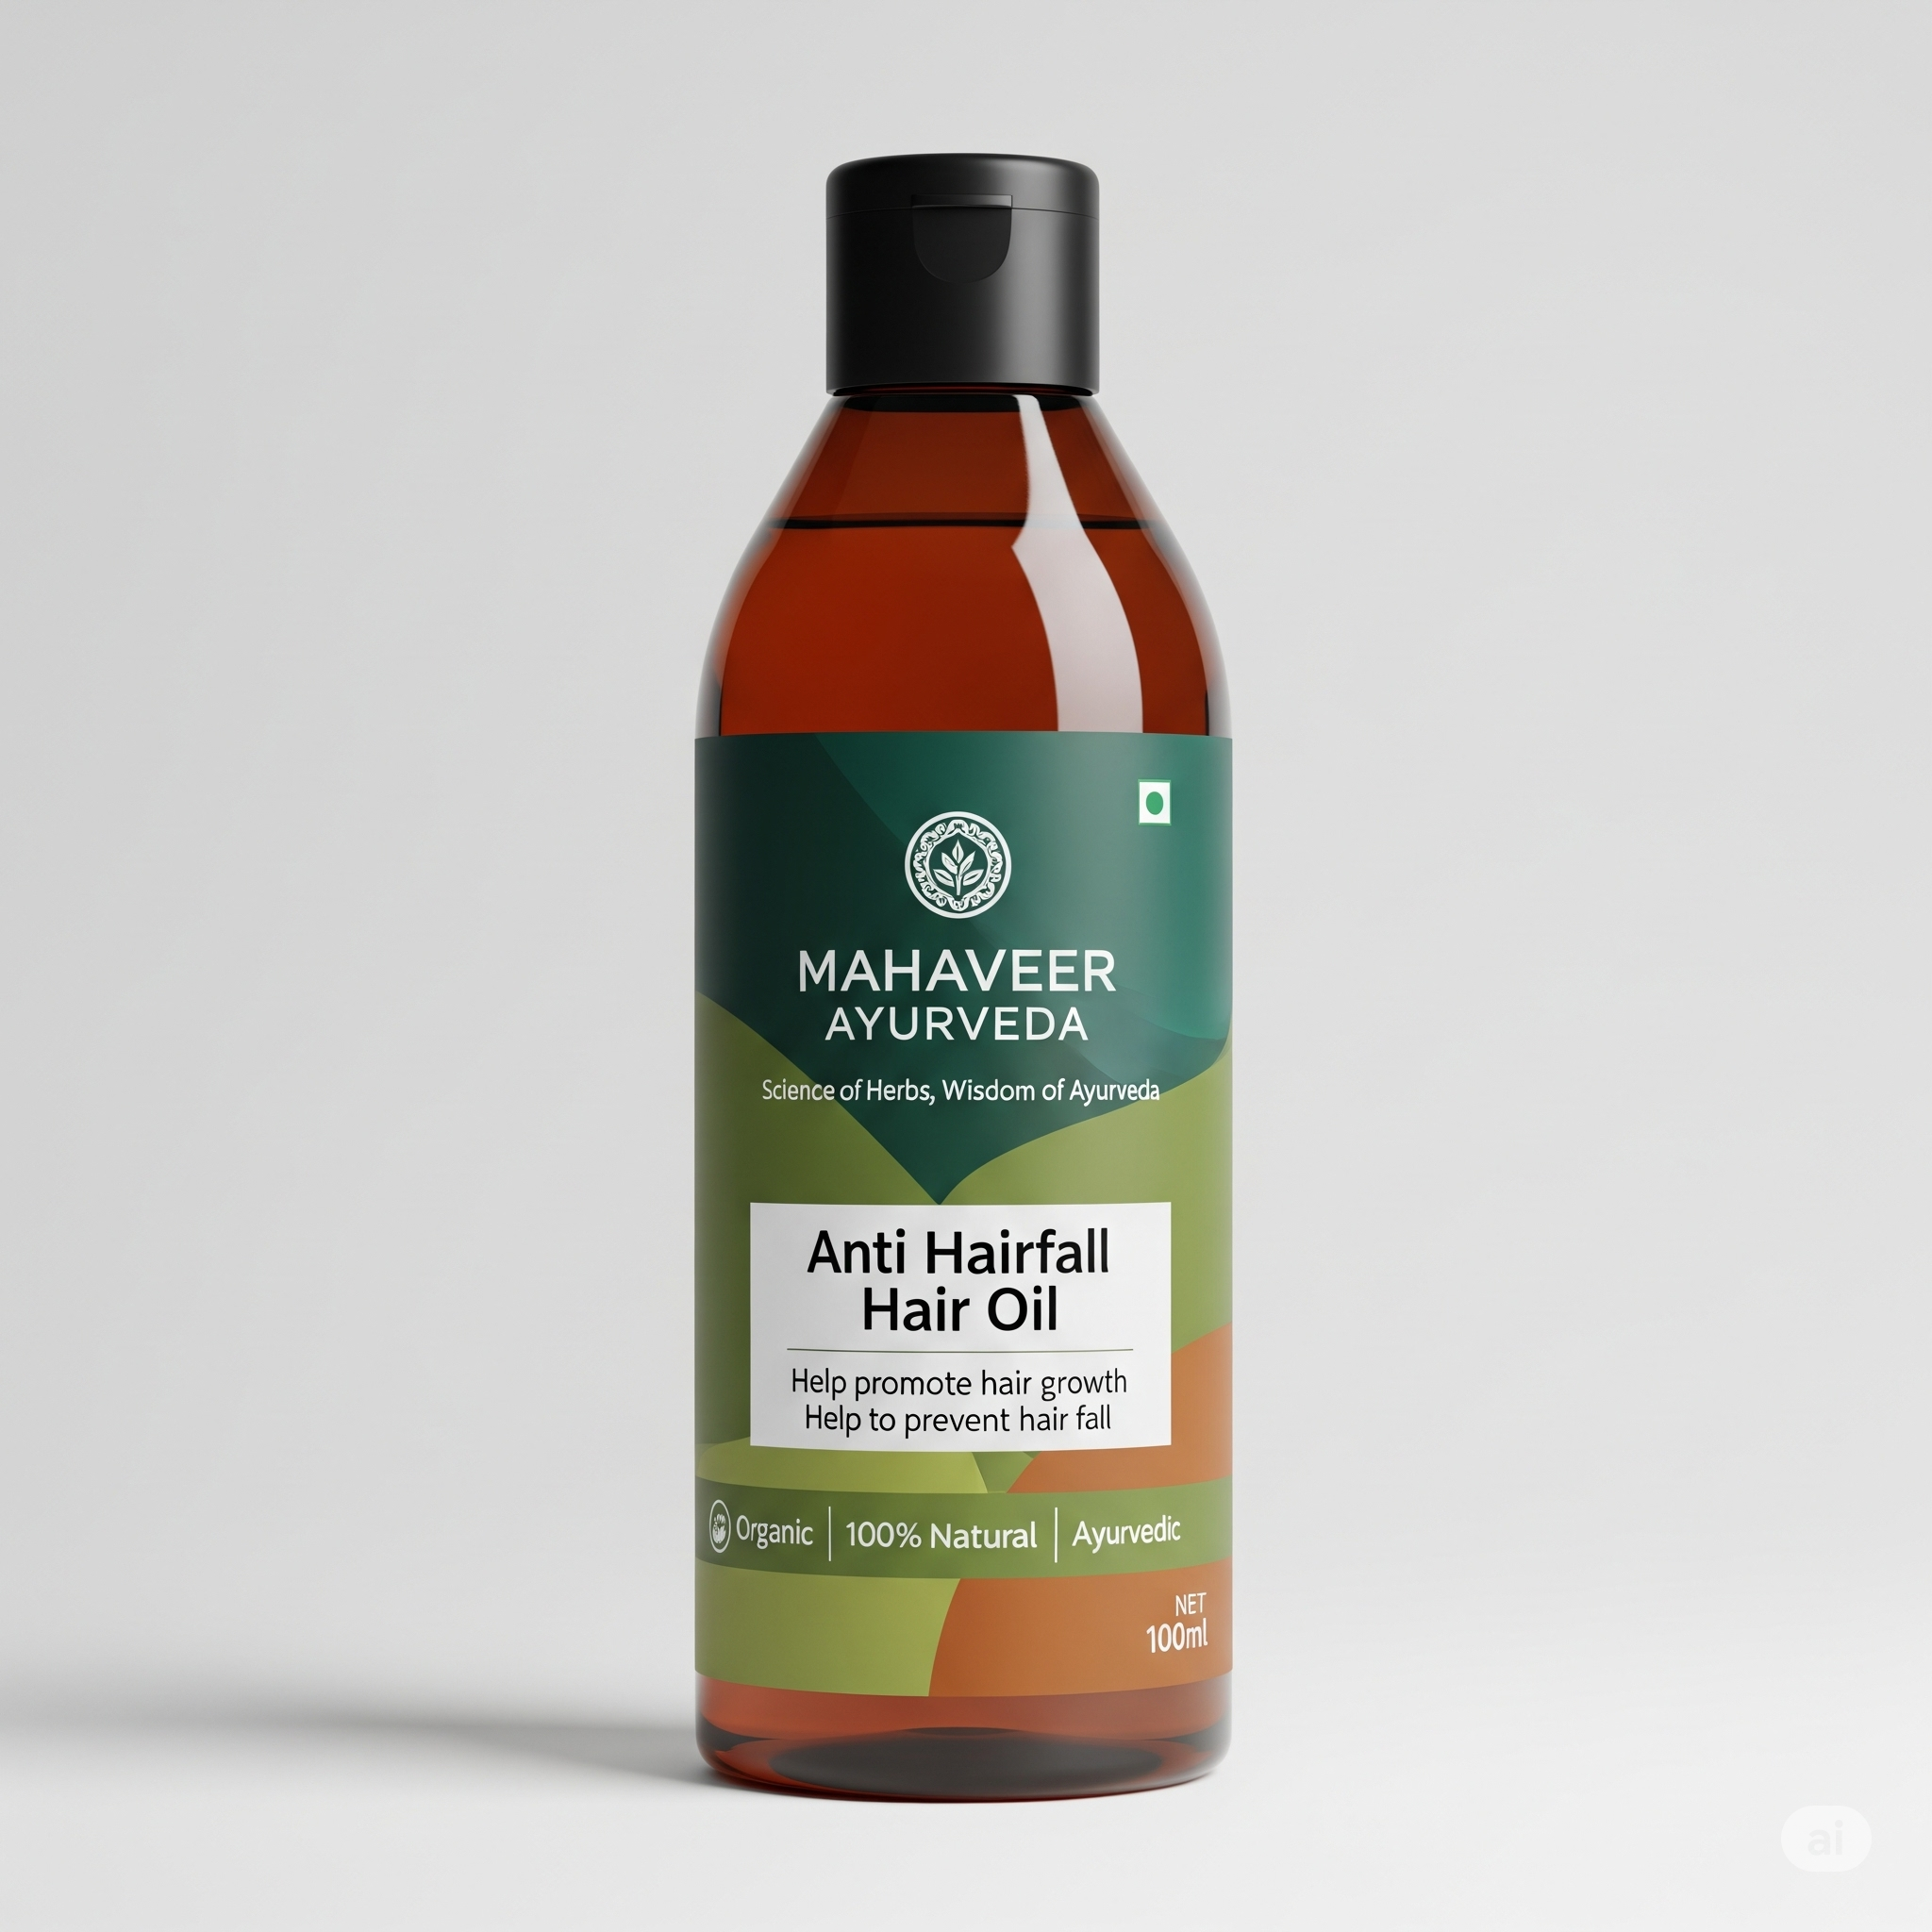 MAHAVEER
AYURVEDA
Science of Herbs, Wisdom of Ayurveda
Anti Hairfall
Hair Oil
Help promote hair growth
Help to prevent hair fall
Organic | 100% Natural | Ayurvedic
NET
100ml
ai